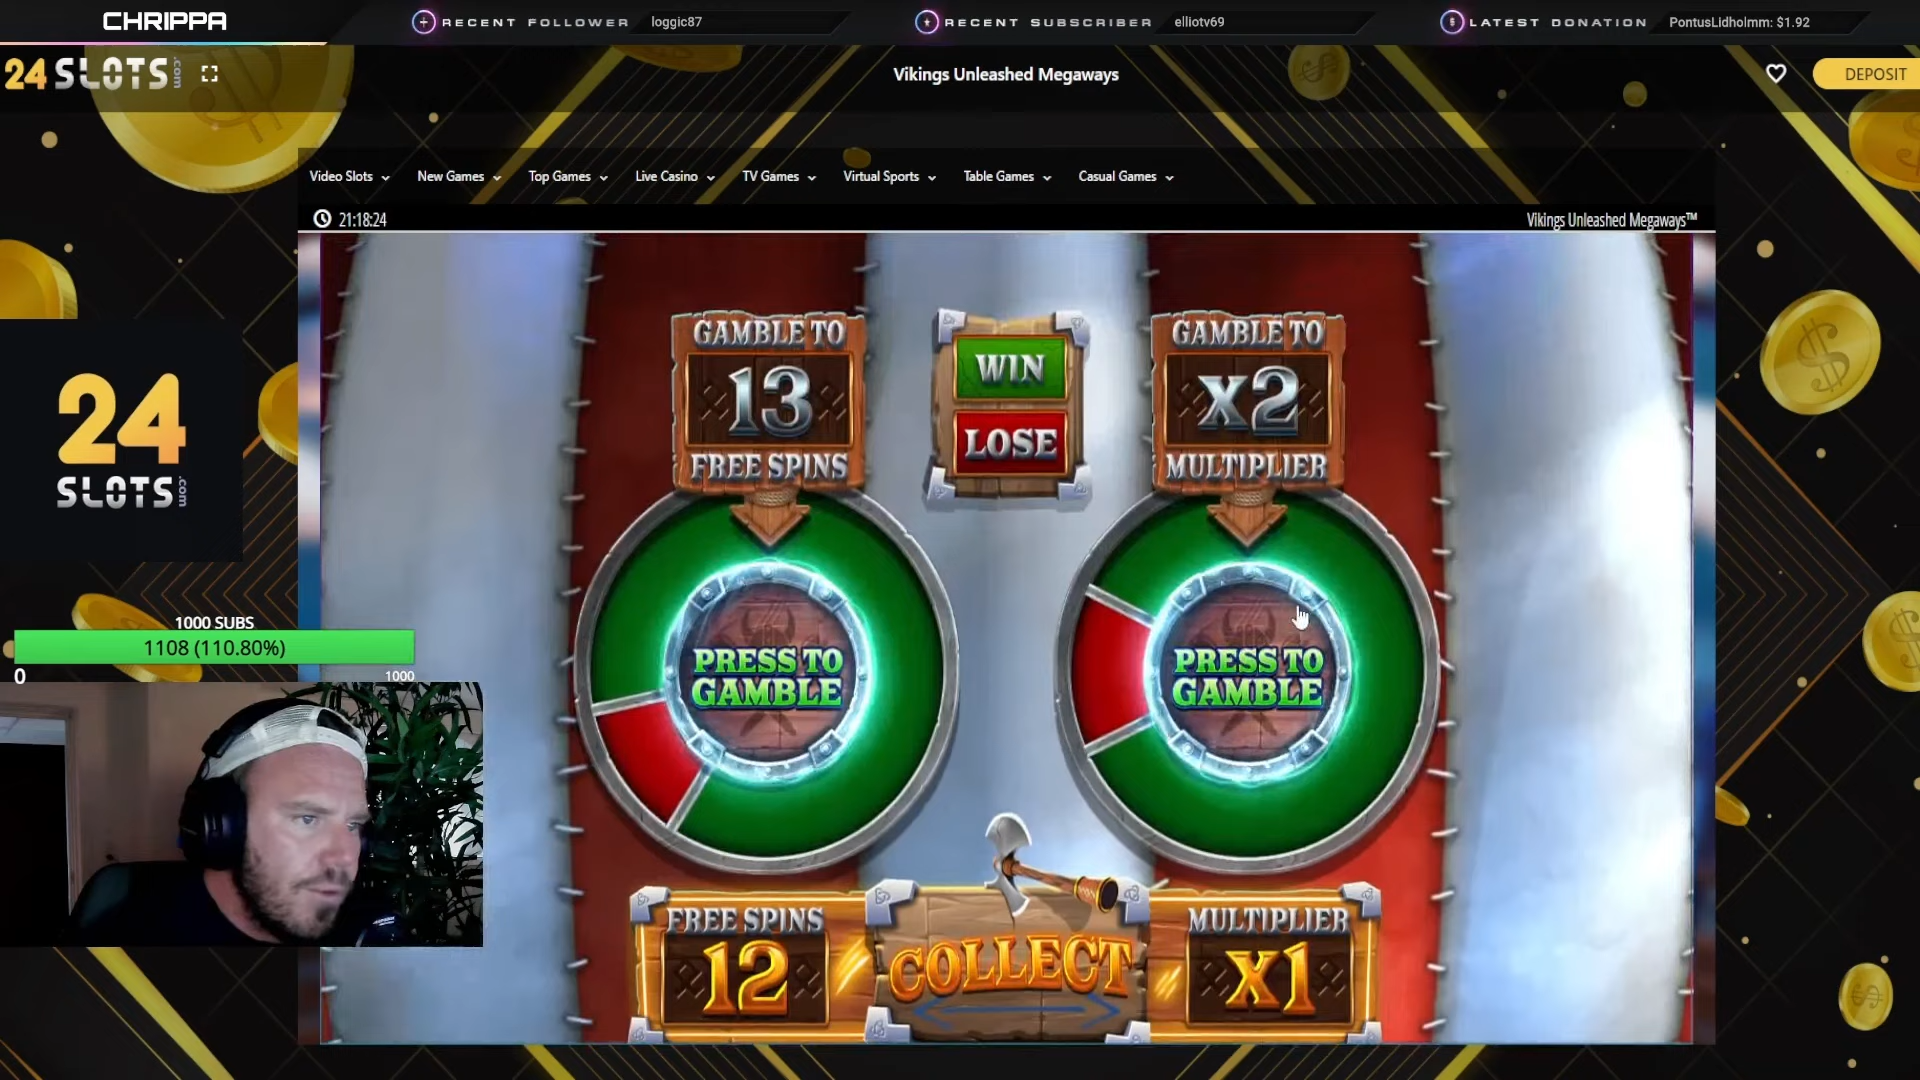 CHRIPPA
RECENT FOLLOWER loggic87
RECENT SUBSCRIBER elliotv69
LATEST DONATION PontusLidholmm: $1.92
24 SLOTS.com
Vikings Unleashed Megaways
DEPOSIT
Video Slots
New Games
Top Games
Live Casino
TV Games
Virtual Sports
Table Games
Casual Games
21:18:24
Vikings Unleashed Megaways™
GAMBLE TO
13
FREE SPINS
WIN
LOSE
GAMBLE TO
X2
MULTIPLIER
24
SLOTS.com
PRESS TO
GAMBLE
PRESS TO
GAMBLE
1000 SUBS
1108 (110.80%)
0
1000
FREE SPINS
12
COLLECT
MULTIPLIER
X1